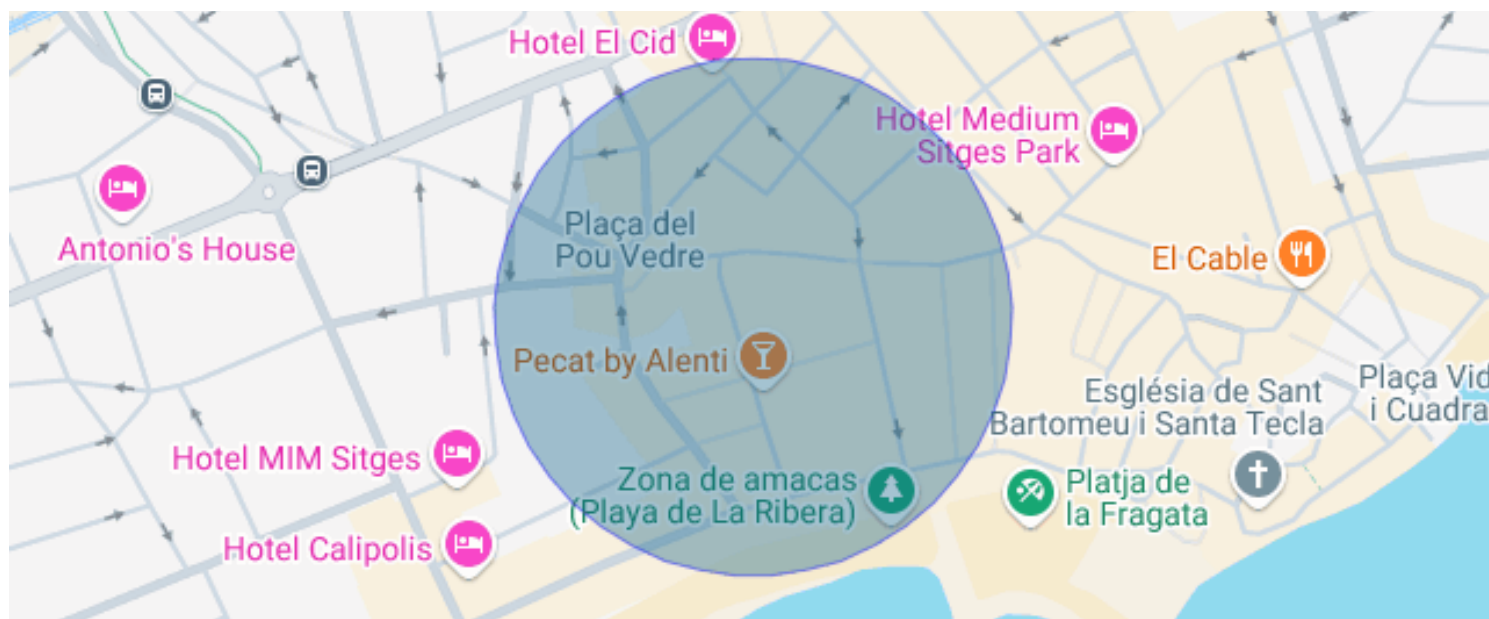 Hotel El Cid
Hotel Medium
Sitges Park
Antonio's House
Plaça del
Pou Vedre
El Cable
Pecat by Alenti
Església de Sant
Bartomeu i Santa Tecla
Plaça Vid
i Cuadra
Hotel MIM Sitges
Zona de amacas
(Playa de La Ribera)
Platja de
la Fragata
Hotel Calipolis